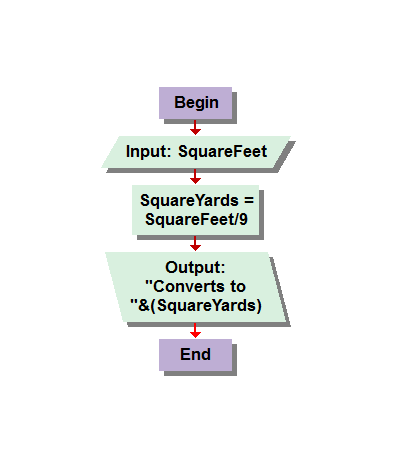 Begin
Input: SquareFeet
SquareYards =
SquareFeet/9
Output:
"Converts to
"&(SquareYards)
End